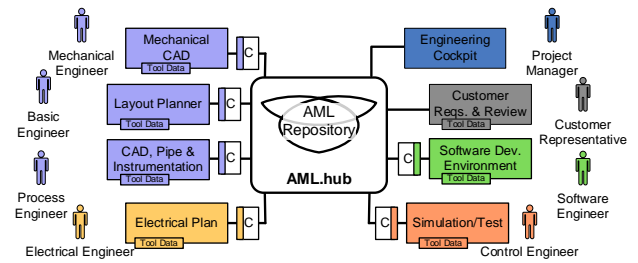 Mechanical
Engineer
Mechanical
CAD
Tool Data
C
Engineering
Cockpit
Project
Manager
Basic
Engineer
Layout Planner
Tool Data
C
AML
Repository
AML.hub
Customer
Reqs. & Review
Tool Data
Customer
Representative
Process
Engineer
CAD, Pipe &
Instrumentation
Tool Data
C
C
Software Dev.
Environment
Tool Data
Software
Engineer
Electrical Engineer
Electrical Plan
Tool Data
C
C
Simulation/Test
Tool Data
Control Engineer